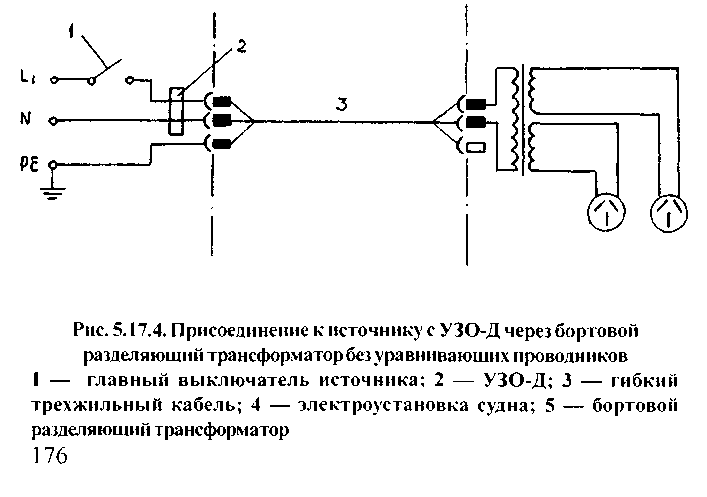 1
2
L₁
3
N
PE
Рис. 5.17.4. Присоединение к источнику с УЗО-Д через бортовой
разделяющий трансформатор без уравнивающих проводников
1 — главный выключатель источника; 2 — УЗО-Д; 3 — гибкий
трехжильный кабель; 4 — электроустановка судна; 5 — бортовой
разделяющий трансформатор
176